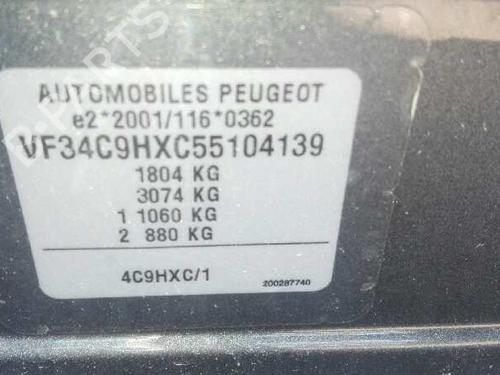 AUTOMOBILES PEUGEOT
e2*2001/116*0362
VF34C9HXC55104139
1804 KG
3074 KG
1 1060 KG
2 880 KG
4C9HXC/1
200287740